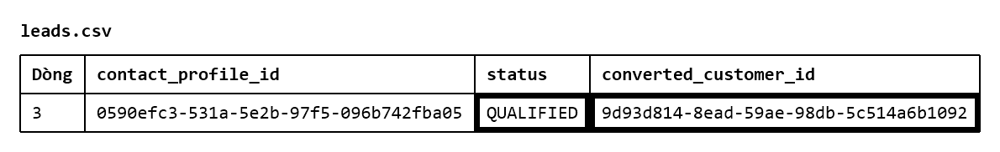 leads.csv
Dòng contact_profile_id status converted_customer_id
3 0590efc3-531a-5e2b-97f5-096b742fba05 QUALIFIED 9d93d814-8ead-59ae-98db-5c514a6b1092